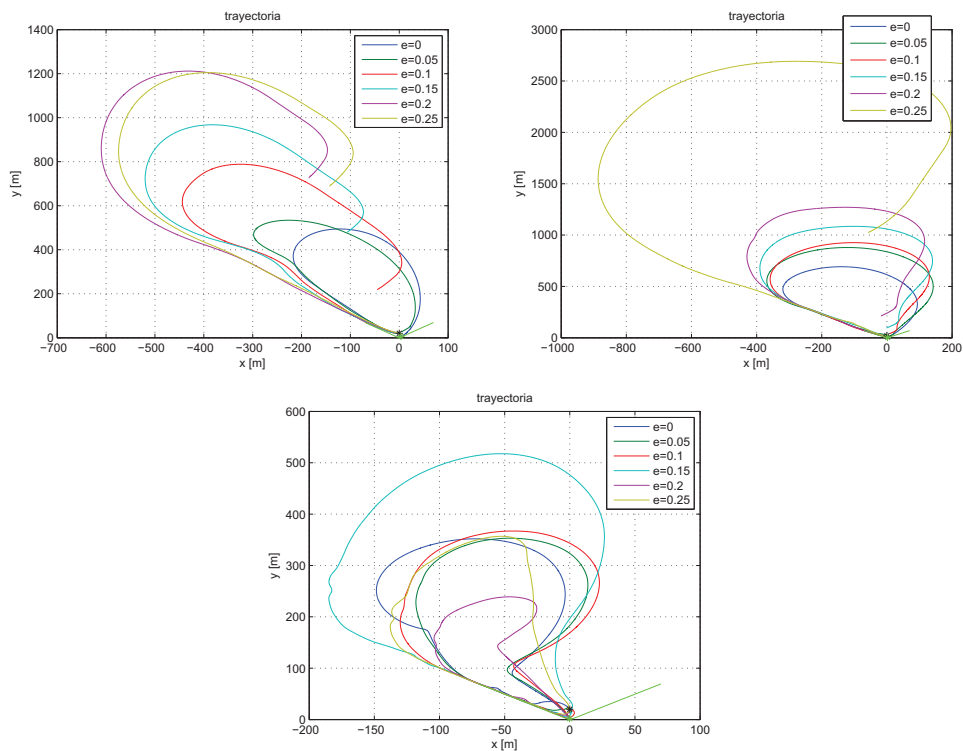 trayectoria
1400
1200
1000
800
600
400
200
0
y [m]
−700 −600 −500 −400 −300 −200 −100 0 100
x [m]
e=0
e=0.05
e=0.1
e=0.15
e=0.2
e=0.25
trayectoria
3000
2500
2000
1500
1000
500
0
y [m]
−1000 −800 −600 −400 −200 0 200
x [m]
e=0
e=0.05
e=0.1
e=0.15
e=0.2
e=0.25
trayectoria
600
500
400
300
200
100
0
y [m]
−200 −150 −100 −50 0 50 100
x [m]
e=0
e=0.05
e=0.1
e=0.15
e=0.2
e=0.25